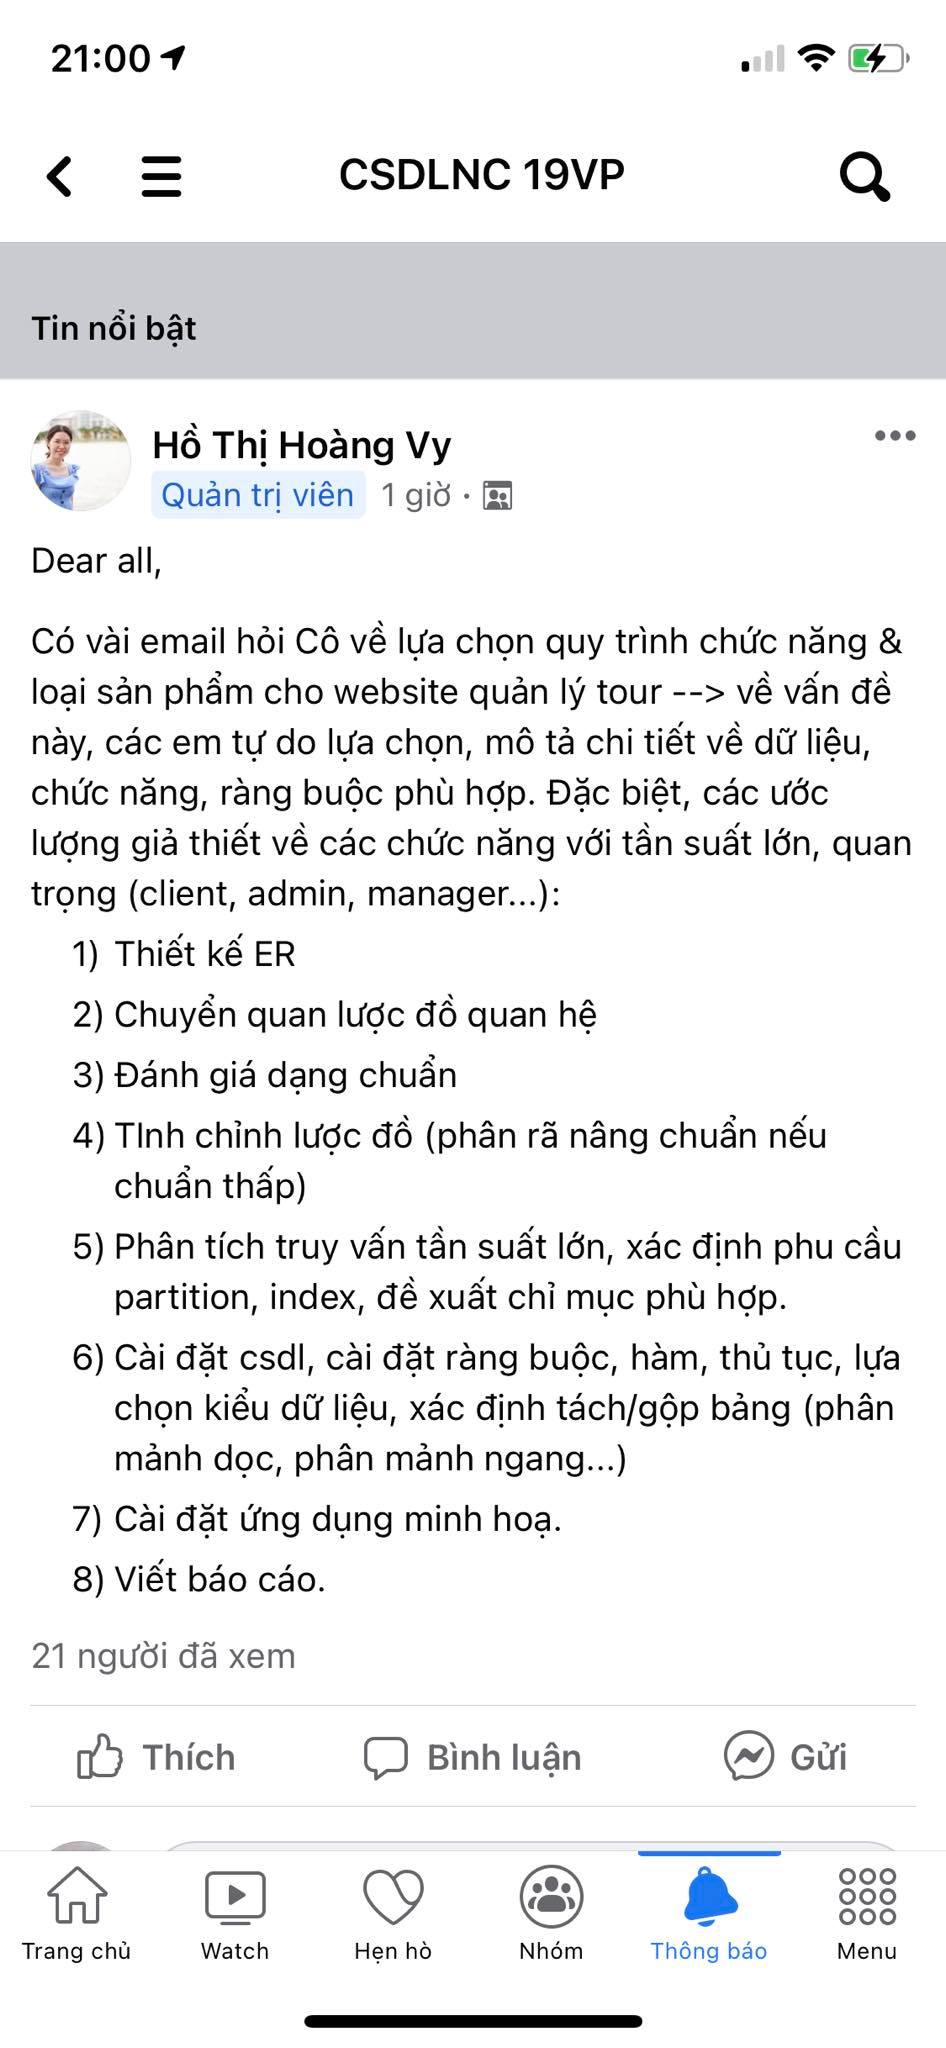 21:00
CSDLNC 19VP
Tin nổi bật
Hồ Thị Hoàng Vy
Quản trị viên 1 giờ ·
Dear all,
Có vài email hỏi Cô về lựa chọn quy trình chức năng &
loại sản phẩm cho website quản lý tour --> về vấn đề
này, các em tự do lựa chọn, mô tả chi tiết về dữ liệu,
chức năng, ràng buộc phù hợp. Đặc biệt, các ước
lượng giả thiết về các chức năng với tần suất lớn, quan
trọng (client, admin, manager...):
1) Thiết kế ER
2) Chuyển quan lược đồ quan hệ
3) Đánh giá dạng chuẩn
4) TInh chỉnh lược đồ (phân rã nâng chuẩn nếu
chuẩn thấp)
5) Phân tích truy vấn tần suất lớn, xác định phu cầu
partition, index, đề xuất chỉ mục phù hợp.
6) Cài đặt csdl, cài đặt ràng buộc, hàm, thủ tục, lựa
chọn kiểu dữ liệu, xác định tách/gộp bảng (phân
mảnh dọc, phân mảnh ngang...)
7) Cài đặt ứng dụng minh hoạ.
8) Viết báo cáo.
21 người đã xem
Thích Bình luận Gửi
Trang chủ Watch Hẹn hò Nhóm Thông báo Menu